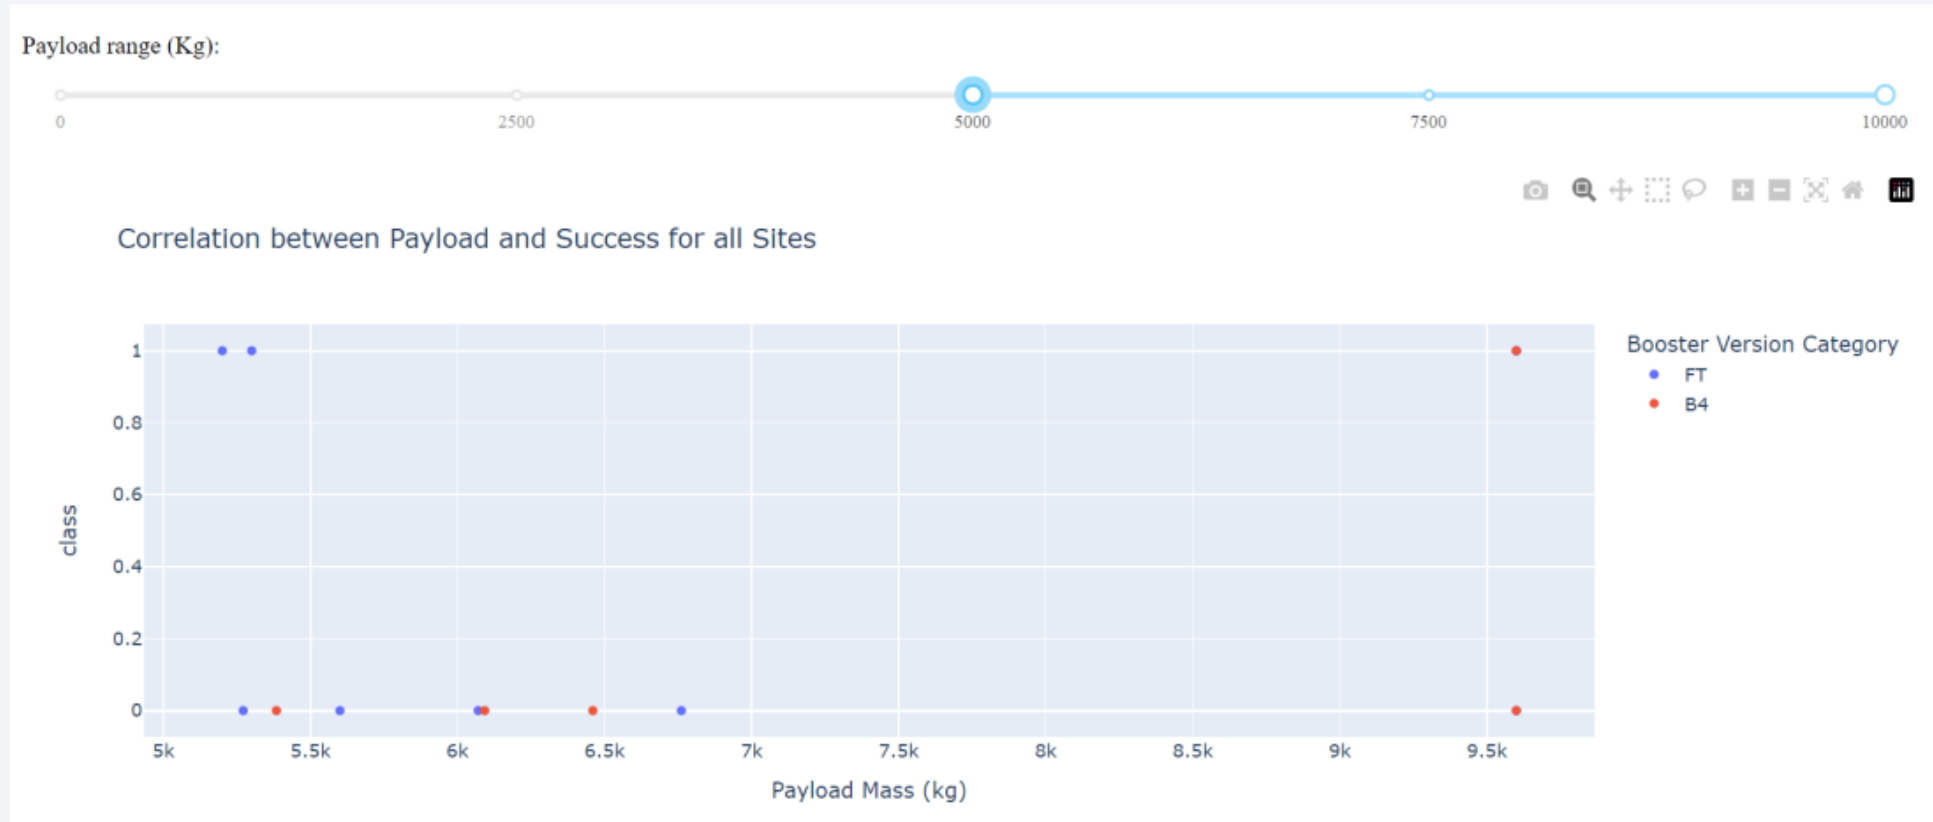 Payload range (Kg):
0 2500 5000 7500 10000
Correlation between Payload and Success for all Sites
Booster Version Category
FT
B4
1
0.8
0.6
0.4
0.2
0
class
5k 5.5k 6k 6.5k 7k 7.5k 8k 8.5k 9k 9.5k
Payload Mass (kg)